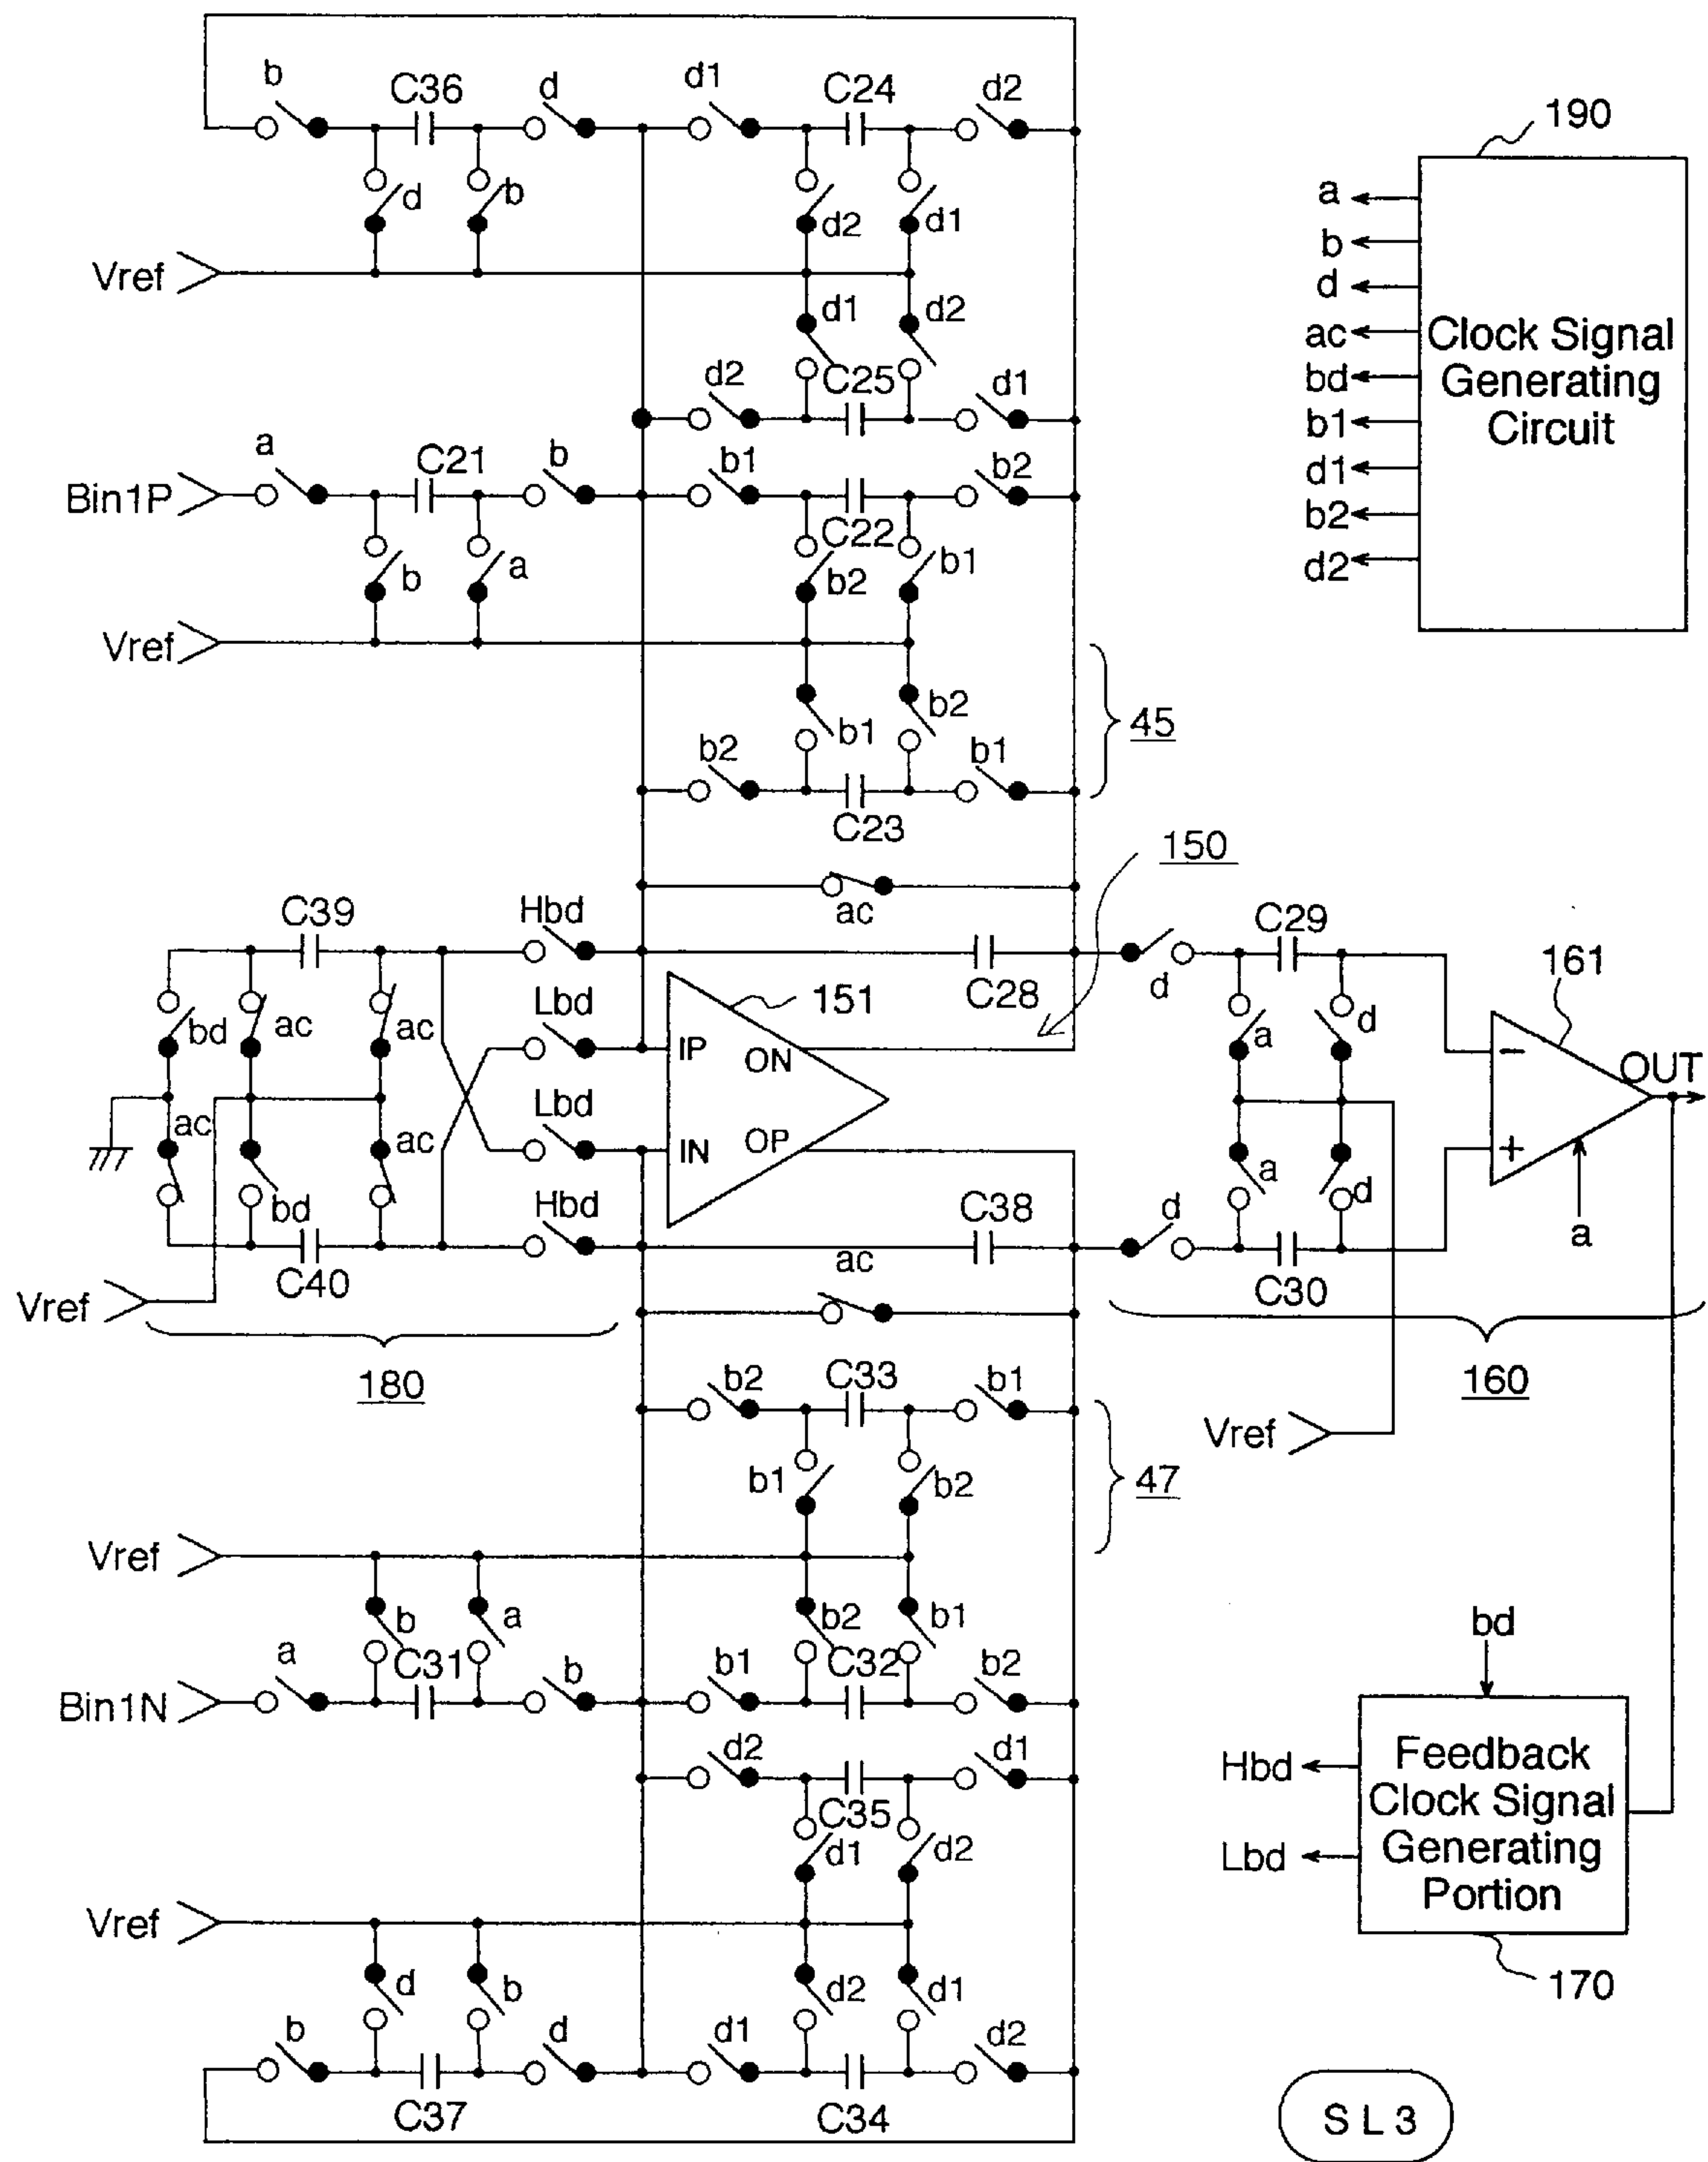 b C36 d d1 C24 d2
190
d b d2 d1
a
b
d
ac
bd
b1
d1
b2
d2
Clock Signal
Generating
Circuit
Vref
d1 d2
d2 C25 d1
a C21 b b1 b2
Bin1P
C22
b a b2 b1
Vref
b1 b2
45
b2 b1
C23
150
ac
C39 Hbd C29
C28 d
151 161
Lbd
bd ac ac IP ON a d
OUT
Lbd
ac ac IN OP a d
bd
Hbd C38 d
a
ac
C40 C30
Vref
180 160
b2 C33 b1
Vref
b1 b2
47
Vref
b a b2 b1
bd
a C31 b b1 C32 b2
Bin1N
d2 d1
C35
Hbd
Lbd
Feedback
Clock Signal
Generating
Portion
d1 d2
Vref
170
d b d2 d1
b d d1 d2
C37 C34
SL3